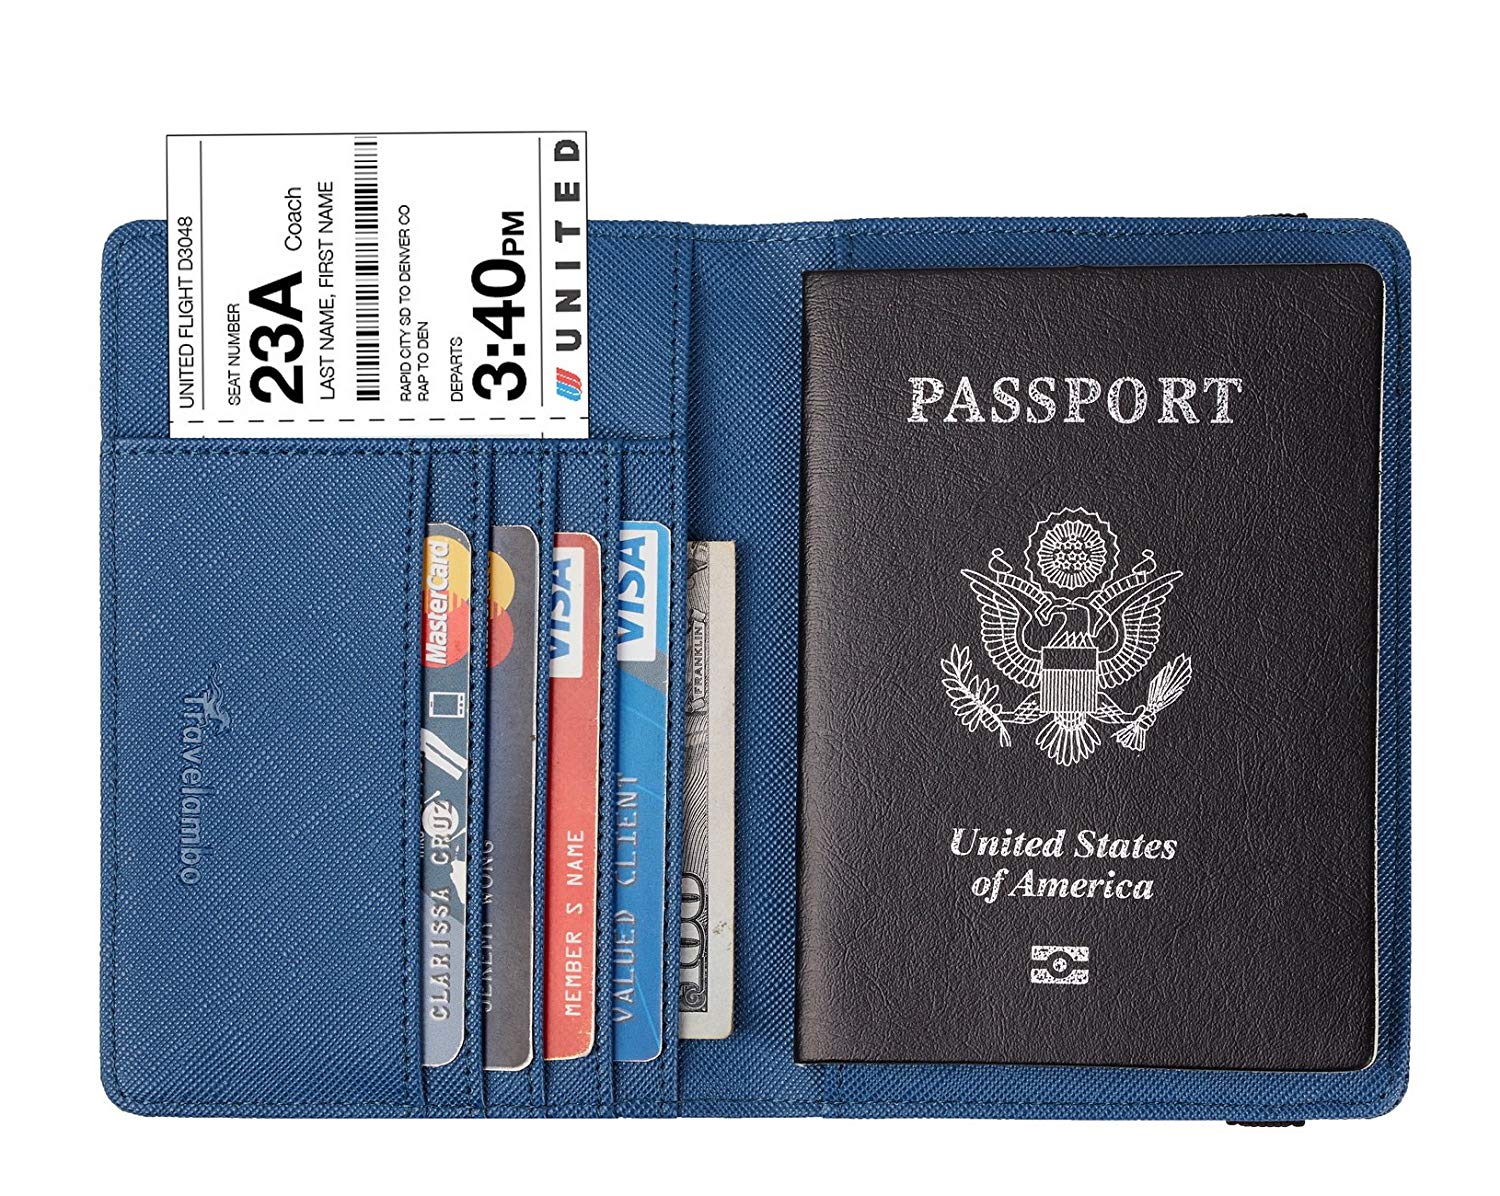 UNITED FLIGHT D3048
SEAT NUMBER
23A Coach
LAST NAME, FIRST NAME
RAPID CITY SD TO DENVER CO
RAP TO DEN
DEPARTS
3:40PM
UNITED
Travelambo
MasterCard
CLARISSA CRUZ
JEREMY WONG
VISA
MEMBER S NAME
VISA
VALUED CLIENT
FRANKLIN
100
PASSPORT
United States
of America